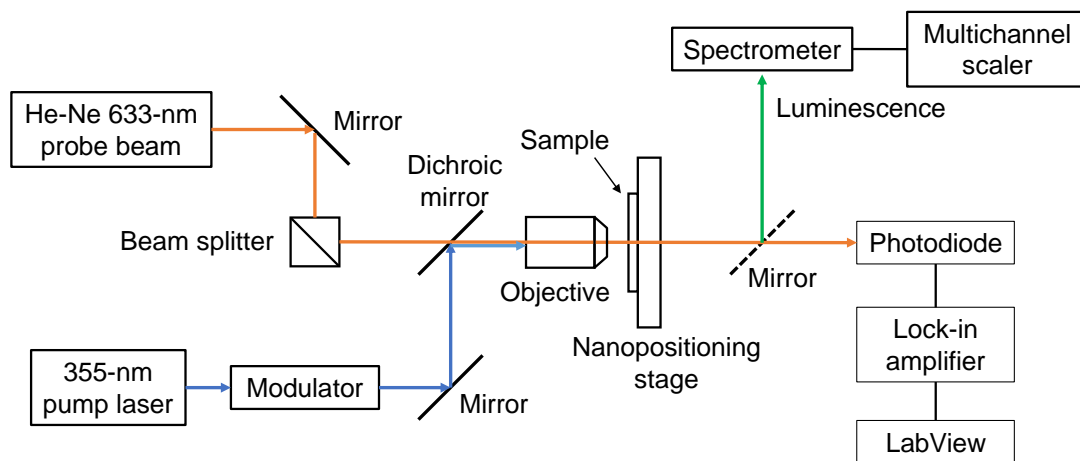 Spectrometer
Multichannel
scaler
He-Ne 633-nm
probe beam
Mirror
Luminescence
Sample
Dichroic
mirror
Beam splitter
Objective
Mirror
Photodiode
Nanopositioning
stage
Lock-in
amplifier
355-nm
pump laser
Modulator
Mirror
LabView